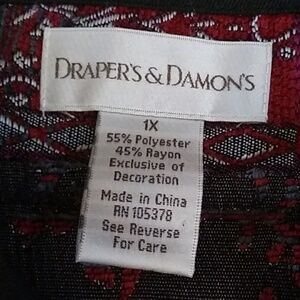 DRAPER'S & DAMON'S
1X
55% Polyester
45% Rayon
Exclusive of
Decoration
Made in China
RN 105378
See Reverse
For Care